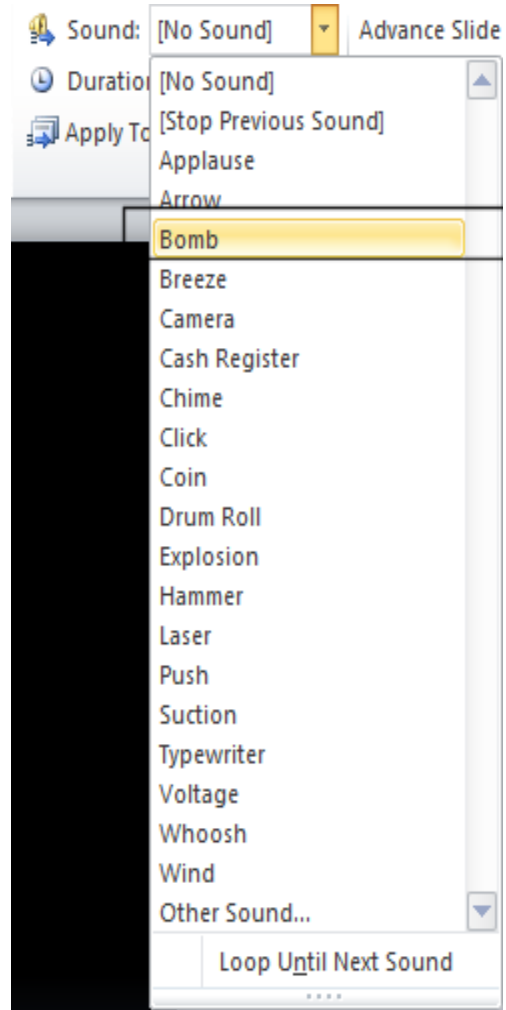 Sound: [No Sound] Advance Slide
Duration
[No Sound]
Apply To
[Stop Previous Sound]
Applause
Arrow
Bomb
Breeze
Camera
Cash Register
Chime
Click
Coin
Drum Roll
Explosion
Hammer
Laser
Push
Suction
Typewriter
Voltage
Whoosh
Wind
Other Sound...
Loop Until Next Sound